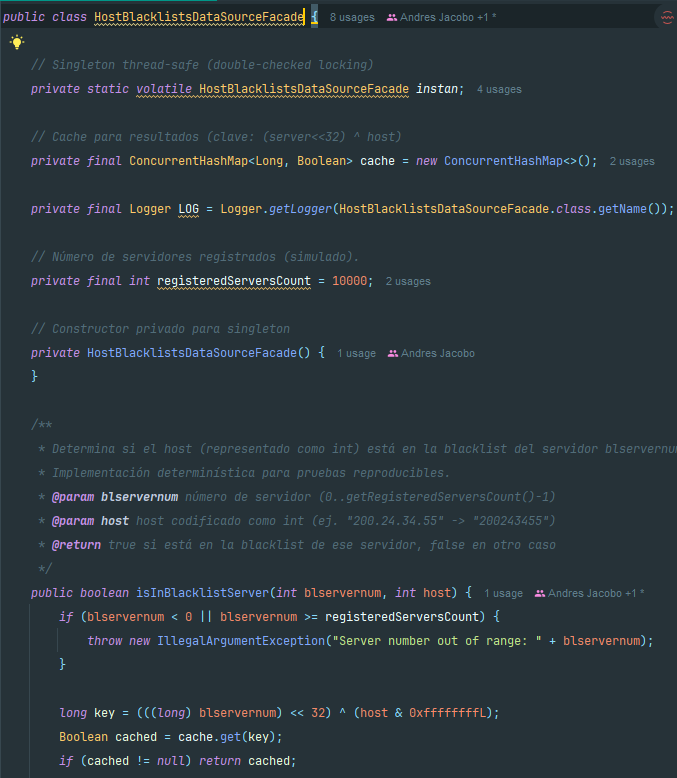 public class HostBlacklistsDataSourceFacade { 8 usages Andres Jacobo +1 *
// Singleton thread-safe (double-checked locking)
private static volatile HostBlacklistsDataSourceFacade instan; 4 usages
// Cache para resultados (clave: (server<<32) ^ host)
private final ConcurrentHashMap<Long, Boolean> cache = new ConcurrentHashMap<>(); 2 usages
private final Logger LOG = Logger.getLogger(HostBlacklistsDataSourceFacade.class.getName());
// Número de servidores registrados (simulado).
private final int registeredServersCount = 10000; 2 usages
// Constructor privado para singleton
private HostBlacklistsDataSourceFacade() { 1 usage Andres Jacobo
}
/**
* Determina si el host (representado como int) está en la blacklist del servidor blservernum
* Implementación determinística para pruebas reproducibles.
* @param blservernum número de servidor (0..getRegisteredServersCount()-1)
* @param host host codificado como int (ej. "200.24.34.55" -> "200243455")
* @return true si está en la blacklist de ese servidor, false en otro caso
*/
public boolean isInBlacklistServer(int blservernum, int host) { 1 usage Andres Jacobo +1 *
if (blservernum < 0 || blservernum >= registeredServersCount) {
throw new IllegalArgumentException("Server number out of range: " + blservernum);
}
long key = (((long) blservernum) << 32) ^ (host & 0xffffffffL);
Boolean cached = cache.get(key);
if (cached != null) return cached;